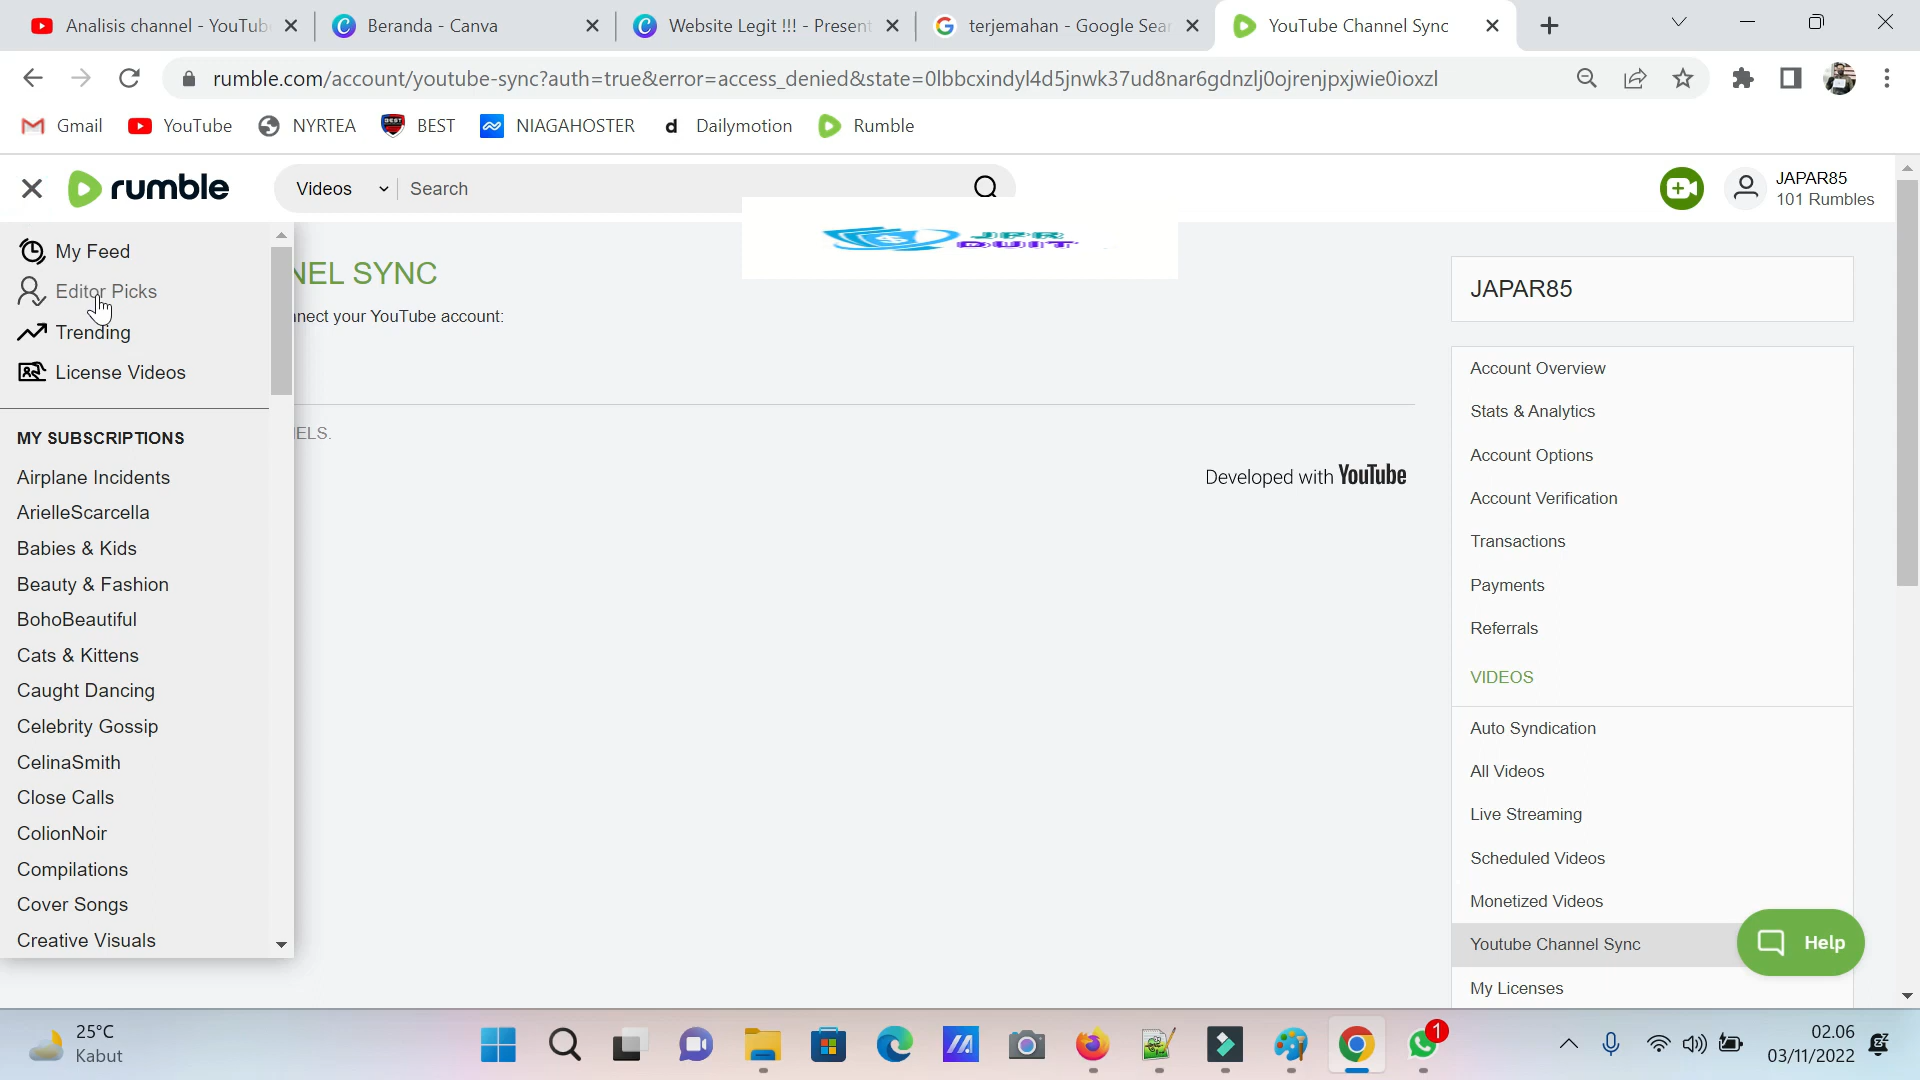 Analisis channel - YouTub
Beranda - Canva
Website Legit !!! - Present
terjemahan - Google Sear
YouTube Channel Sync
rumble.com/account/youtube-sync?auth=true&error=access_denied&state=0lbbcxindyl4d5jnwk37ud8nar6gdnzlj0ojrenjpxjwie0ioxzl
Gmail
YouTube
NYRTEA
BEST
NIAGAHOSTER
Dailymotion
Rumble
rumble
Videos
Search
JAPAR85
101 Rumbles
JPR
DUIT
My Feed
Editor Picks
Trending
License Videos
MY SUBSCRIPTIONS
Airplane Incidents
ArielleScarcella
Babies & Kids
Beauty & Fashion
BohoBeautiful
Cats & Kittens
Caught Dancing
Celebrity Gossip
CelinaSmith
Close Calls
ColionNoir
Compilations
Cover Songs
Creative Visuals
NEL SYNC
nnect your YouTube account:
ELS.
Developed with YouTube
JAPAR85
Account Overview
Stats & Analytics
Account Options
Account Verification
Transactions
Payments
Referrals
VIDEOS
Auto Syndication
All Videos
Live Streaming
Scheduled Videos
Monetized Videos
Youtube Channel Sync
My Licenses
Help
25°C
Kabut
1
02.06
03/11/2022